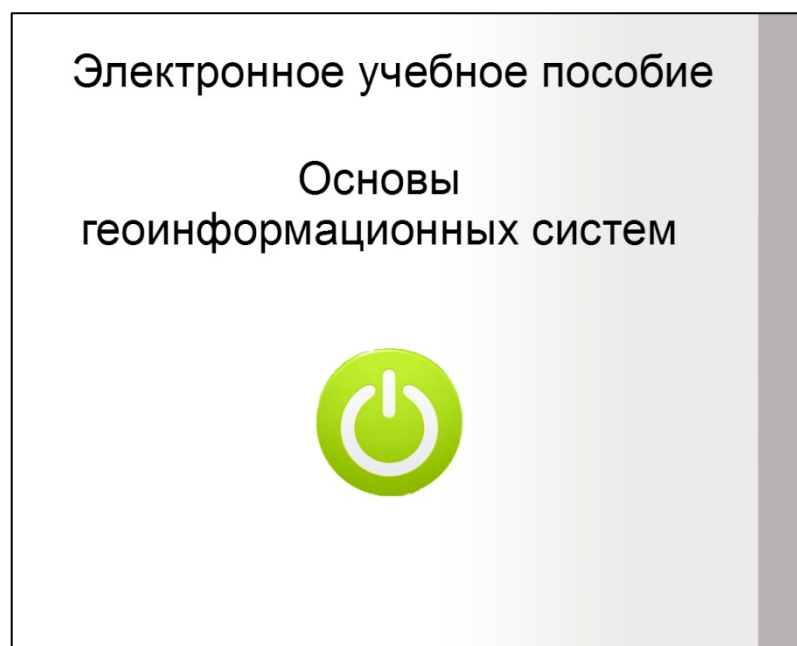 Электронное учебное пособие
Основы
геоинформационных систем